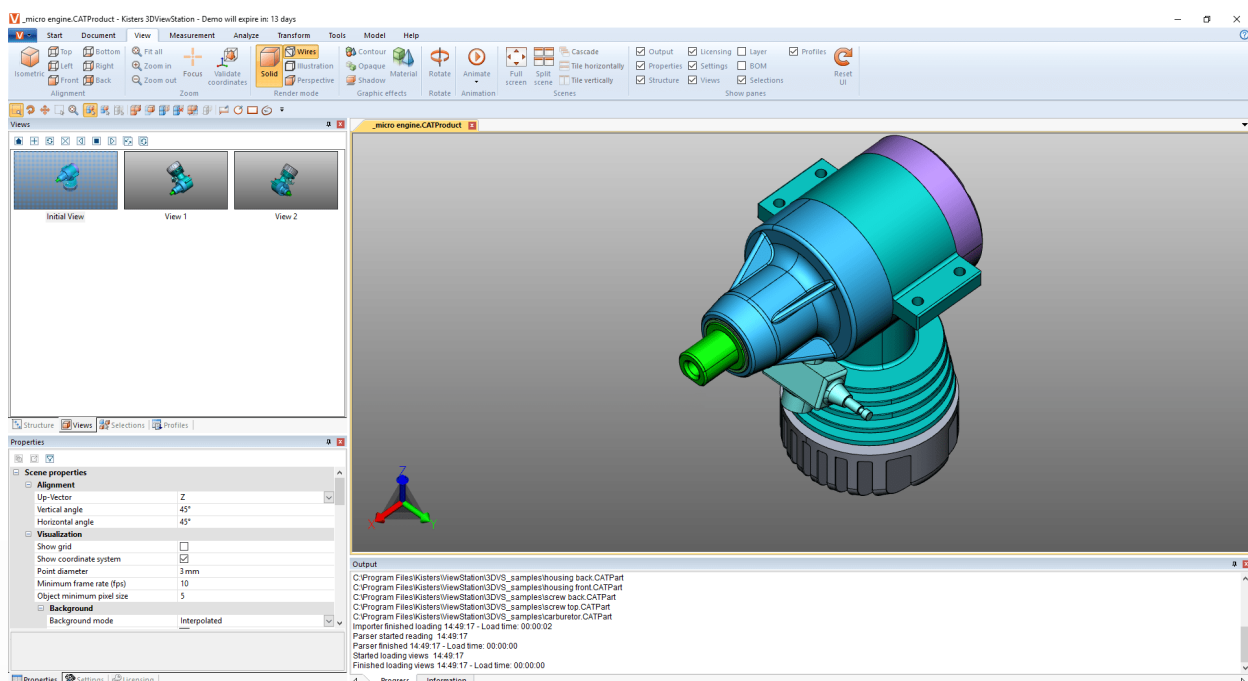 _micro engine.CATProduct - Kisters 3DViewStation - Demo will expire in: 13 days
Start Document View Measurement Analyze Transform Tools Model Help
Isometric
Top Bottom
Left Right
Front Back
Alignment
Fit all
Zoom in
Zoom out
Focus
Validate coordinates
Zoom
Solid
Wires
Illustration
Perspective
Render mode
Contour
Opaque
Shadow
Material
Graphic effects
Rotate
Rotate
Animate
Animation
Full screen
Split scene
Cascade
Tile horizontally
Tile vertically
Scenes
Output Licensing Layer Profiles
Properties Settings BOM
Structure Views Selections
Show panes
Reset UI
Views
Initial View View 1 View 2
Structure Views Selections Profiles
Properties
Scene properties
Alignment
Up-Vector Z
Vertical angle 45°
Horizontal angle 45°
Visualization
Show grid
Show coordinate system
Point diameter 3 mm
Minimum frame rate (fps) 10
Object minimum pixel size 5
Background
Background mode Interpolated
Properties Settings Licensing
_micro engine.CATProduct
Z
X Y
Output
C:\Program Files\Kisters\ViewStation\3DVS_samples\housing back.CATPart
C:\Program Files\Kisters\ViewStation\3DVS_samples\housing front.CATPart
C:\Program Files\Kisters\ViewStation\3DVS_samples\screw back.CATPart
C:\Program Files\Kisters\ViewStation\3DVS_samples\screw top.CATPart
C:\Program Files\Kisters\ViewStation\3DVS_samples\carburetor.CATPart
Importer finished loading 14:49:17 - Load time: 00:00:02
Parser started reading 14:49:17
Parser finished 14:49:17 - Load time: 00:00:00
Started loading views 14:49:17
Finished loading views 14:49:17 - Load time: 00:00:00
Progress Information